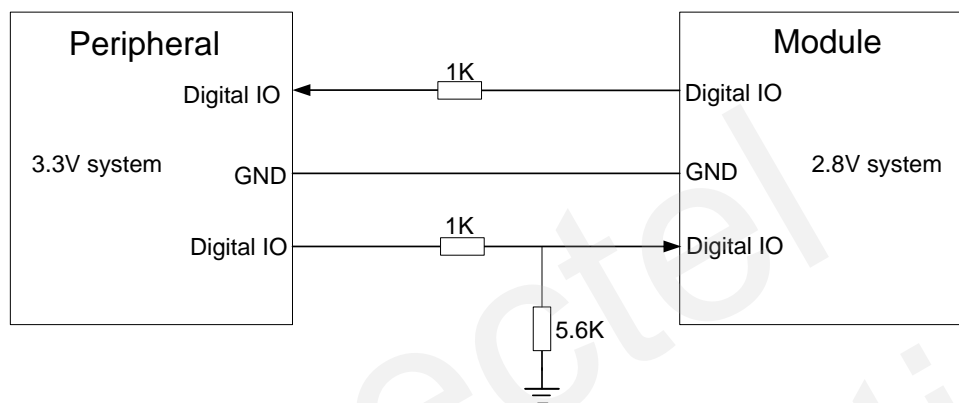 Peripheral
Module
1K
Digital IO
Digital IO
3.3V system
GND
GND
2.8V system
1K
Digital IO
Digital IO
5.6K
ectel